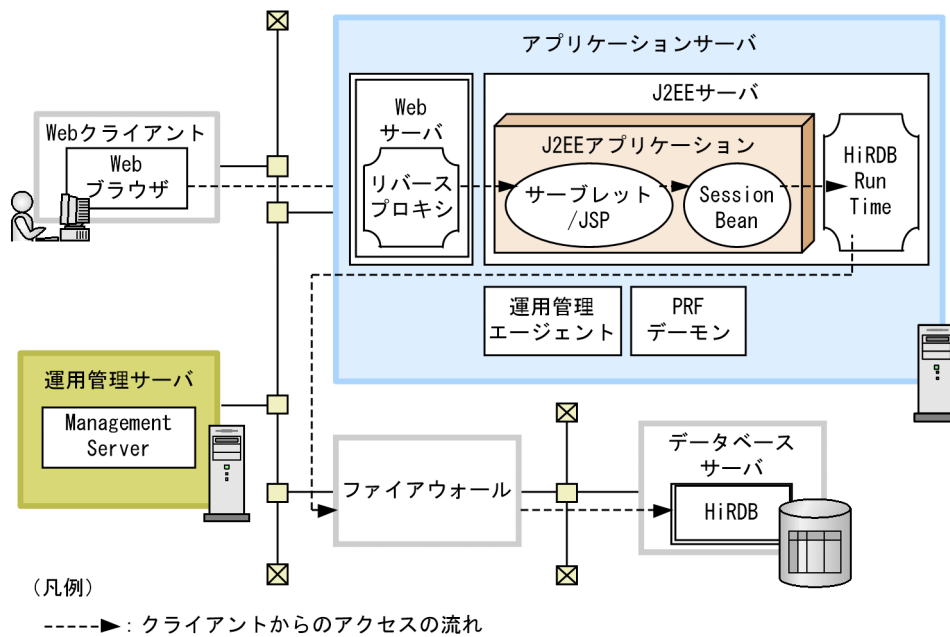 アプリケーションサーバ
Webクライアント
Web
ブラウザ
Web
サーバ
リバース
プロキシ
J2EEサーバ
J2EEアプリケーション
サーブレット
/JSP
Session
Bean
HiRDB
Run
Time
運用管理
エージェント
PRF
デーモン
運用管理サーバ
Management
Server
ファイアウォール
データベース
サーバ
HiRDB
（凡例）
：クライアントからのアクセスの流れ